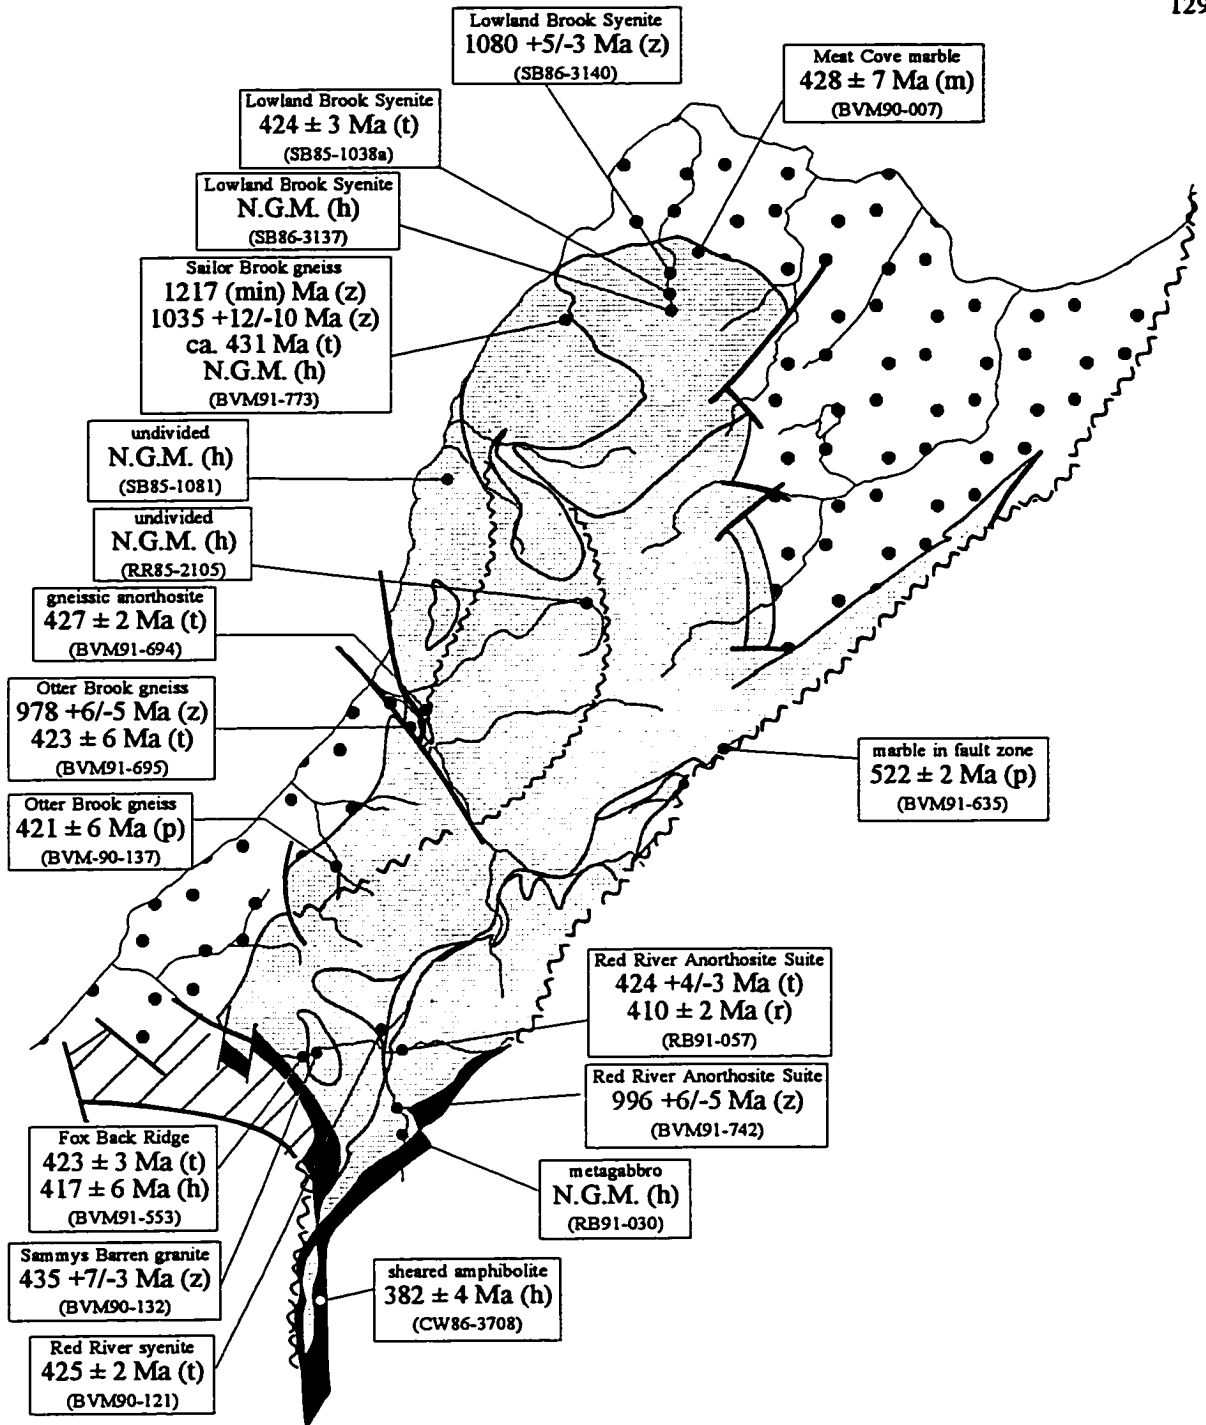 129
Lowland Brook Syenite
1080 +5/-3 Ma (z)
(SB86-3140)
Meat Cove marble
428 ± 7 Ma (m)
(BVM90-007)
Lowland Brook Syenite
424 ± 3 Ma (t)
(SB85-1038a)
Lowland Brook Syenite
N.G.M. (h)
(SB86-3137)
Sailor Brook gneiss
1217 (min) Ma (z)
1035 +12/-10 Ma (z)
ca. 431 Ma (t)
N.G.M. (h)
(BVM91-773)
undivided
N.G.M. (h)
(SB85-1081)
undivided
N.G.M. (h)
(RR85-2105)
gneissic anorthosite
427 ± 2 Ma (t)
(BVM91-694)
Otter Brook gneiss
978 +6/-5 Ma (z)
423 ± 6 Ma (t)
(BVM91-695)
marble in fault zone
522 ± 2 Ma (p)
(BVM91-635)
Otter Brook gneiss
421 ± 6 Ma (p)
(BVM-90-137)
Red River Anorthosite Suite
424 +4/-3 Ma (t)
410 ± 2 Ma (r)
(RB91-057)
Red River Anorthosite Suite
996 +6/-5 Ma (z)
(BVM91-742)
Fox Back Ridge
423 ± 3 Ma (t)
417 ± 6 Ma (h)
(BVM91-553)
metagabbro
N.G.M. (h)
(RB91-030)
Sammys Barren granite
435 +7/-3 Ma (z)
(BVM90-132)
sheared amphibolite
382 ± 4 Ma (h)
(CW86-3708)
Red River syenite
425 ± 2 Ma (t)
(BVM90-121)